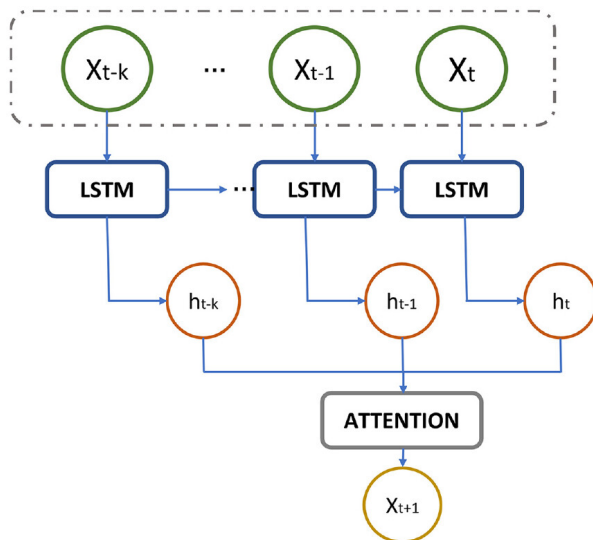 Xt-k ... Xt-1 Xt
LSTM ... LSTM LSTM
ht-k ht-1 ht
ATTENTION
Xt+1